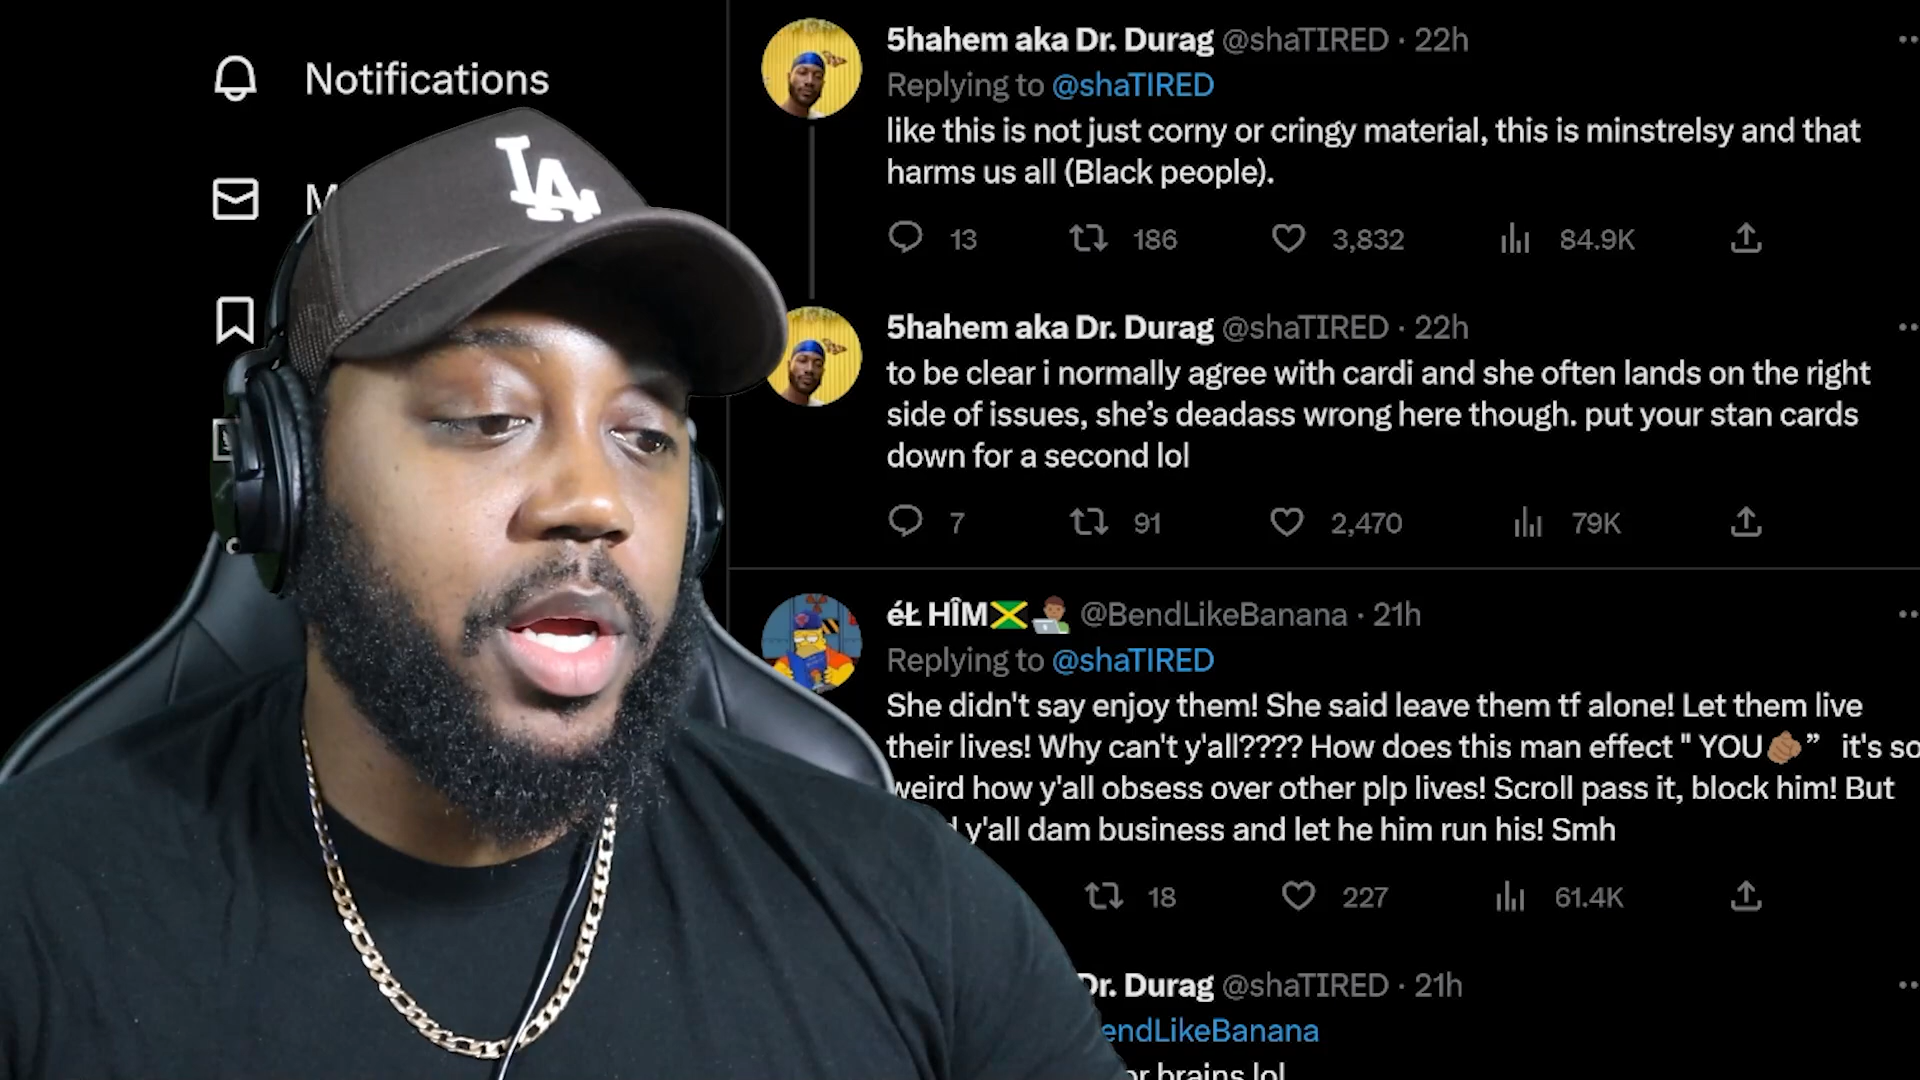 Notifications
M
LA
5hahem aka Dr. Durag @shaTIRED · 22h
Replying to @shaTIRED
like this is not just corny or cringy material, this is minstrelsy and that
harms us all (Black people).
13 186 3,832 84.9K
5hahem aka Dr. Durag @shaTIRED · 22h
to be clear i normally agree with cardi and she often lands on the right
side of issues, she’s deadass wrong here though. put your stan cards
down for a second lol
7 91 2,470 79K
éŁ HÎM @BendLikeBanana · 21h
Replying to @shaTIRED
She didn't say enjoy them! She said leave them tf alone! Let them live
their lives! Why can't y'all???? How does this man effect " YOU ” it's so
weird how y'all obsess over other plp lives! Scroll pass it, block him! But
y'all dam business and let he him run his! Smh
18 227 61.4K
Dr. Durag @shaTIRED · 21h
endLikeBanana
or brains lol